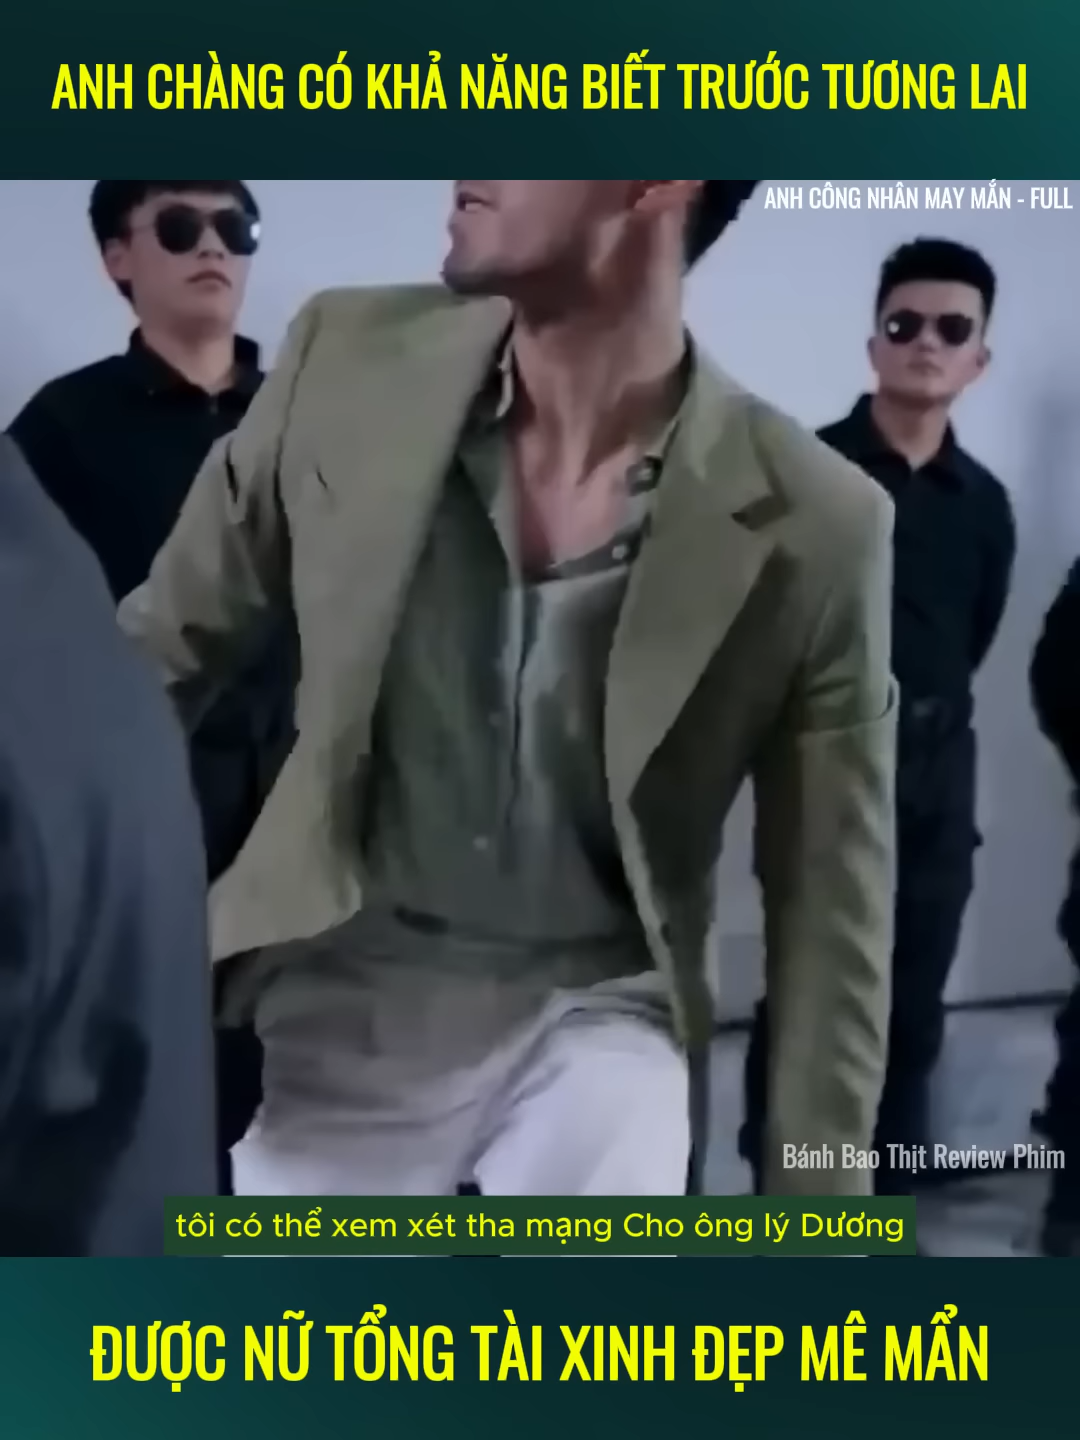 ANH CHÀNG CÓ KHẢ NĂNG BIẾT TRƯỚC TƯƠNG LAI
ANH CÔNG NHÂN MAY MẮN - FULL
Bánh Bao Thịt Review Phim
tôi có thể xem xét tha mạng Cho ông lý Dương
ĐƯỢC NỮ TỔNG TÀI XINH ĐẸP MÊ MẨN